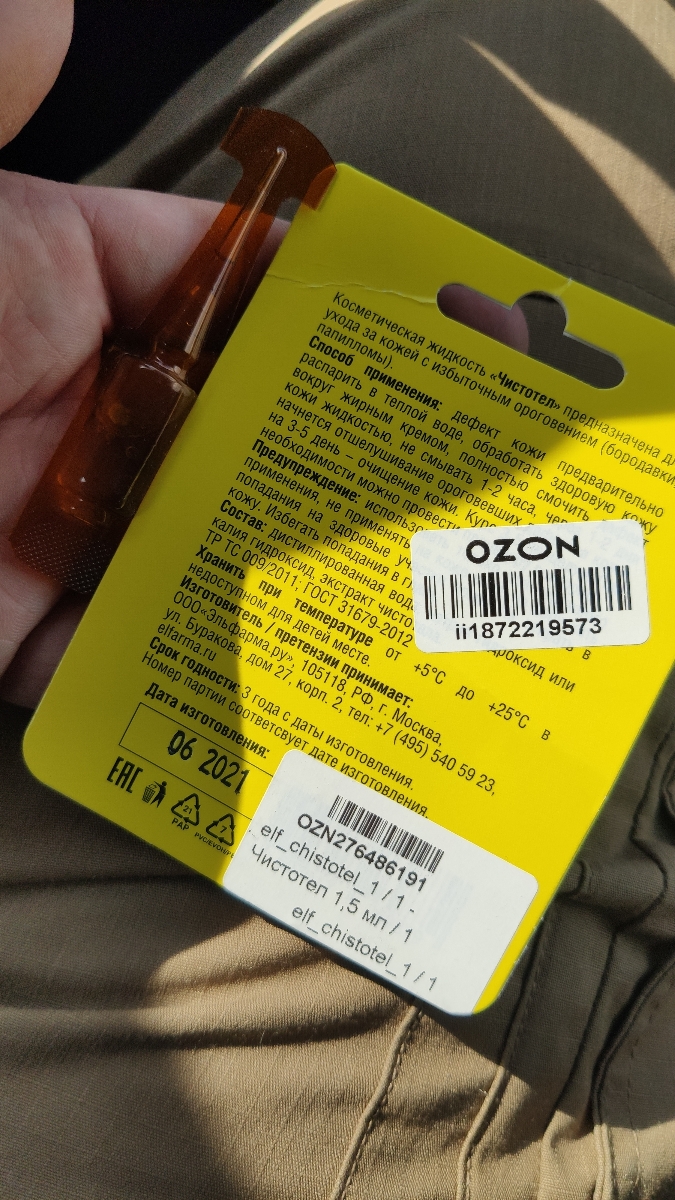 Косметическая жидкость «Чистотел» предназначена
ухода за кожей с избыточным ороговением (бородавки
папилломы).
Способ применения: дефект кожи предварительно
распарить в теплой воде, обработать здоровую кожу
вокруг жирным кремом, полностью смочить
кожи жидкостью, не смывать 1-2 часа,
начнется отшелушивание ороговевших
на 3-5 день – очищение кожи.
необходимости можно провести
Предупреждение:
применения, не применять
попадания на здоровые
кожу. Избегать попадания в
Состав: дистиллированная
калия гидроксид, экстракт
ТР ТС 009/2011; ГОСТ 31679-2012
Хранить при температуре от +5°C до +25°C в
недоступном для детей месте.
Изготовитель / претензии принимает:
ООО«Эльфарма.ру», 105118, РФ, г. Москва,
ул. Буракова, дом 27, корп. 2, тел: +7 (495) 540 59 23,
elfarma.ru
Срок годности: 3 года с даты изготовления.
Номер партии соответсвует дате изготовления.
Дата изготовления:
06 2021
EAC
21
PAP
7
OZON
ii1872219573
OZN276486191
elf_chistotel_1 / 1 -
Чистотел 1,5 мл / 1
elf_chistotel_1 / 1